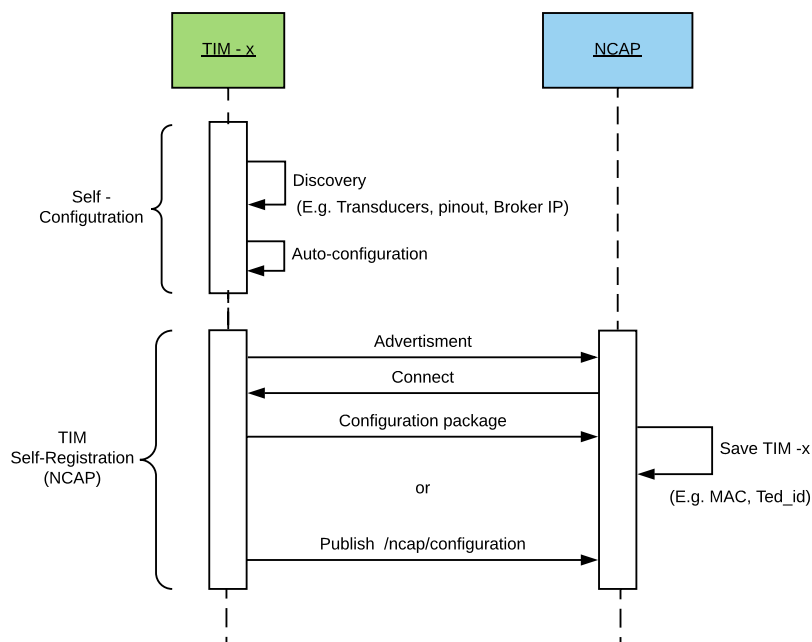 TIM - x
NCAP
Self -
Configutration
Discovery
(E.g. Transducers, pinout, Broker IP)
Auto-configuration
TIM
Self-Registration
(NCAP)
Advertisment
Connect
Configuration package
or
Publish /ncap/configuration
Save TIM -x
(E.g. MAC, Ted_id)